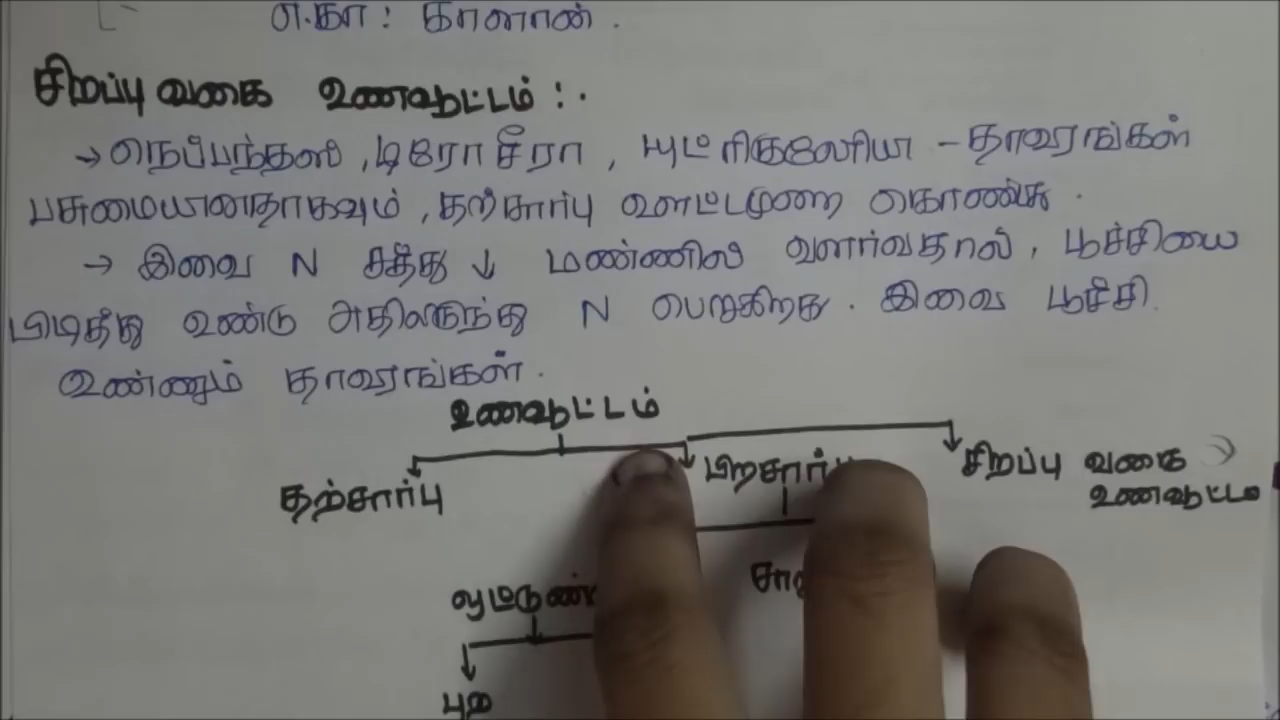 எ.கா : காளான் .
சிறப்பு வகை உணவூட்டம் : .
→ நெப்பந்தஸ் , டிரோசீரா , யுட்ரிகுலேரியா - தாவரங்கள்
பசுமையானதாகவும் , தற்சார்பு ஊட்டமுறை கொண்டது .
→ இவை N சத்து ↓ மண்ணில் வளர்வதால் , பூச்சியை
பிடித்து உண்டு அதிலிருந்து N பெறுகிறது . இவை பூச்சி
உண்ணும் தாவரங்கள் .
உணவூட்டம்
தற்சார்பு
சிறப்பு வகை
உணவூட்டம்